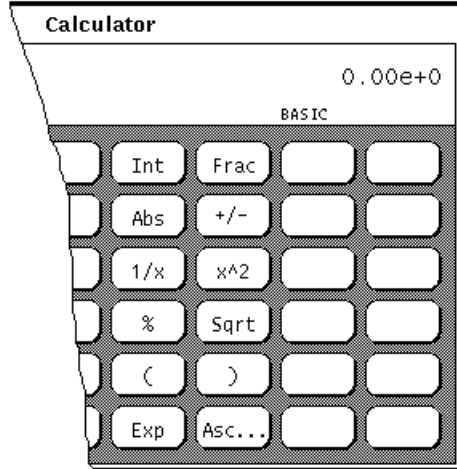 Calculator
0.00e+0
BASIC
Int Frac
Abs +/-
1/x x^2
% Sqrt
( )
Exp Asc...